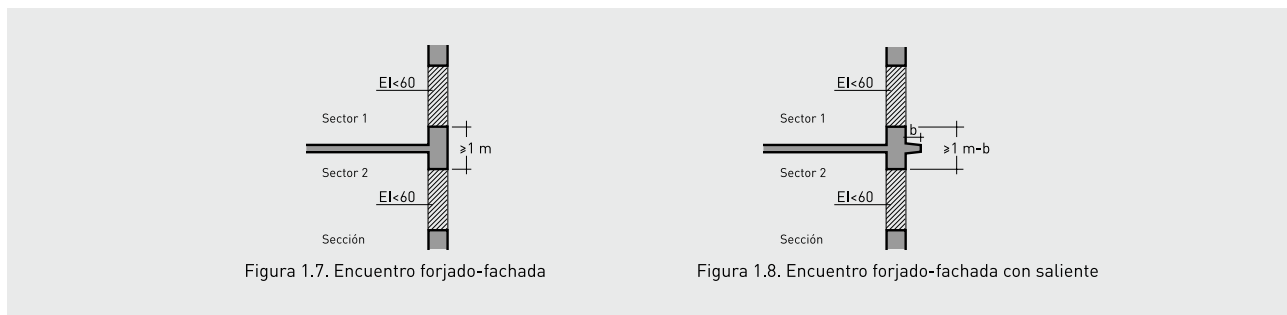 EI<60
Sector 1
≥1 m
Sector 2
EI<60
Sección
Figura 1.7. Encuentro forjado-fachada
EI<60
Sector 1
b
≥1 m-b
Sector 2
EI<60
Sección
Figura 1.8. Encuentro forjado-fachada con saliente